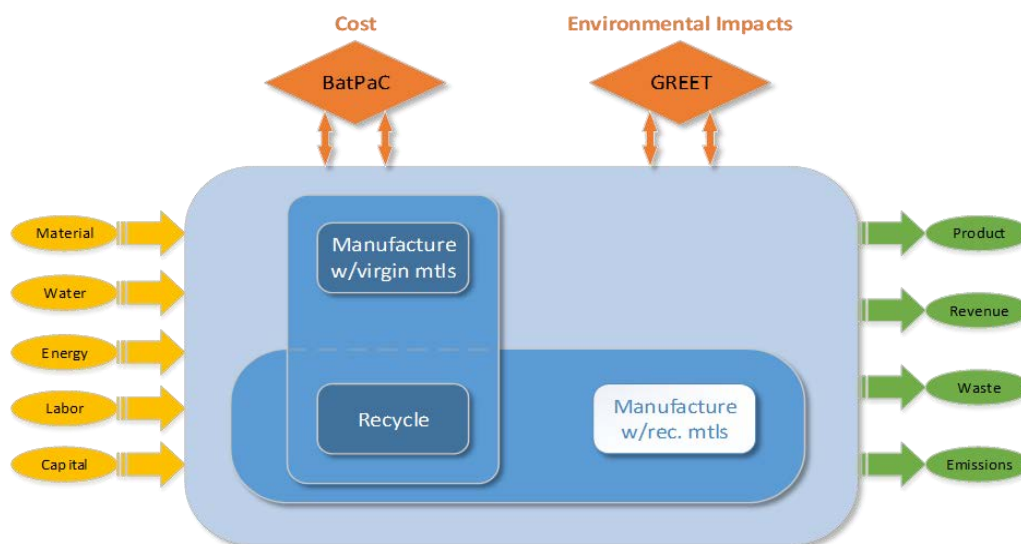 Cost
Environmental Impacts
BatPaC
GREET
Material
Water
Energy
Labor
Capital
Manufacture
w/virgin mtls
Recycle
Manufacture
w/rec. mtls
Product
Revenue
Waste
Emissions